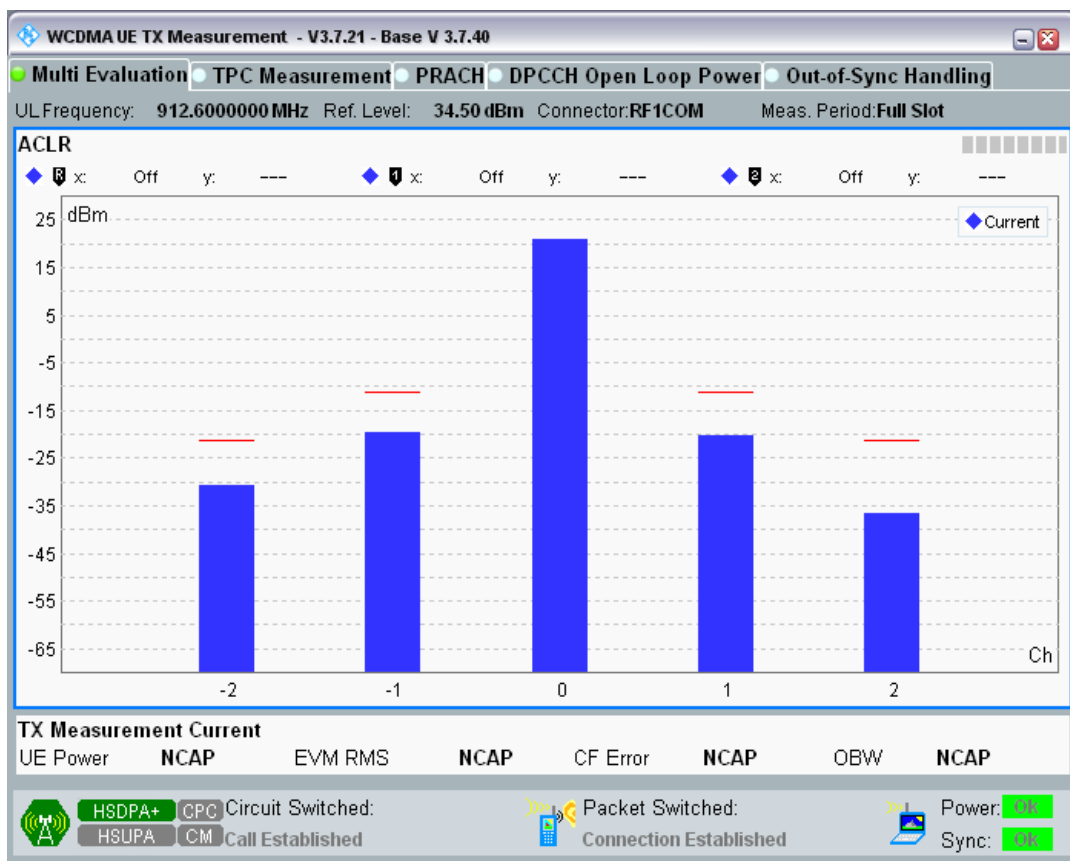 WCDMA UE TX Measurement - V3.7.21 - Base V 3.7.40
Multi Evaluation TPC Measurement PRACH DPCCH Open Loop Power Out-of-Sync Handling
UL Frequency: 912.6000000 MHz Ref. Level: 34.50 dBm Connector:RF1COM Meas. Period:Full Slot
ACLR
R x: Off y: --- 1 x: Off y: --- 2 x: Off y: ---
dBm
Current
25
15
5
-5
-15
-25
-35
-45
-55
-65
Ch
-2 -1 0 1 2
TX Measurement Current
UE Power NCAP EVM RMS NCAP CF Error NCAP OBW NCAP
HSDPA+ CPC Circuit Switched: Packet Switched: Power: Ok
HSUPA CM Call Established Connection Established Sync: Ok